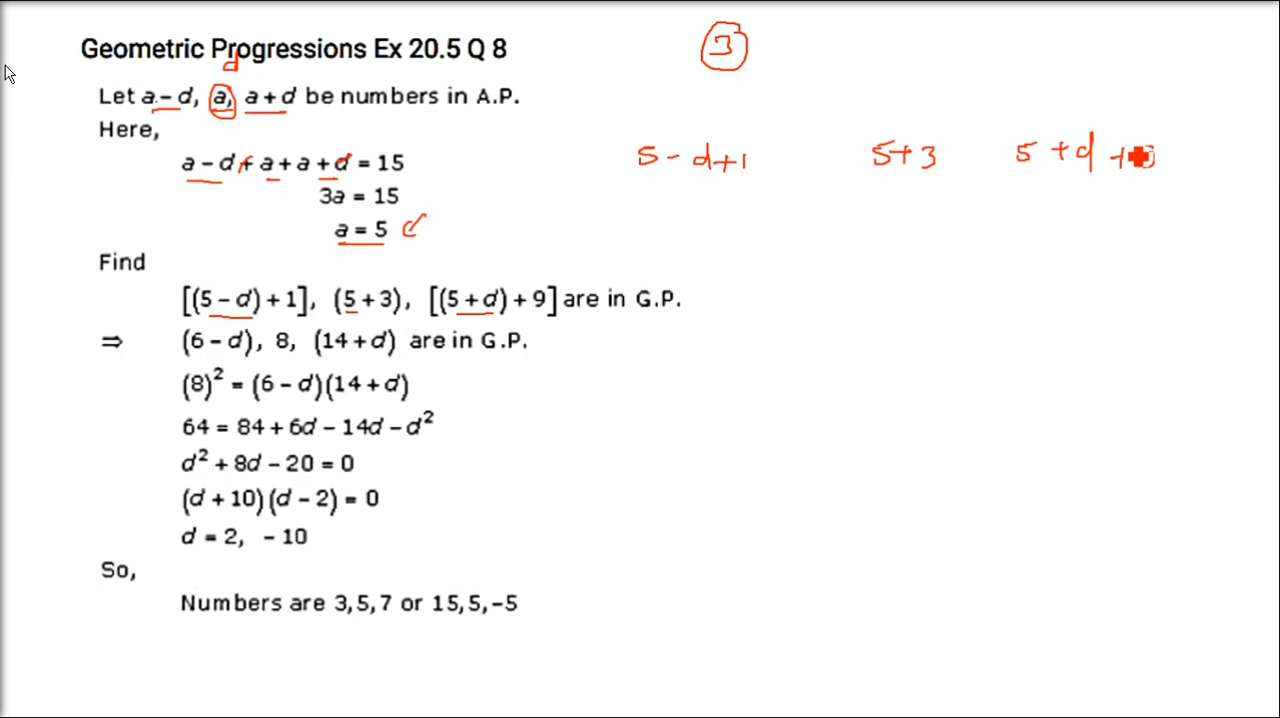 Geometric Progressions Ex 20.5 Q 8
3
d
Let a - d, a, a + d be numbers in A.P.
Here,
a - d + a + a + d = 15
5 - d + 1 5 + 3 5 + d +
3a = 15
a = 5
Find
[(5 - d) + 1], (5 + 3), [(5 + d) + 9] are in G.P.
⇒ (6 - d), 8, (14 + d) are in G.P.
(8)² = (6 - d)(14 + d)
64 = 84 + 6d - 14d - d²
d² + 8d - 20 = 0
(d + 10)(d - 2) = 0
d = 2, - 10
So,
Numbers are 3, 5, 7 or 15, 5, -5